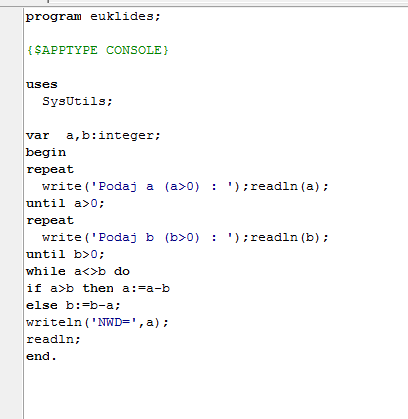 program euklides;
{$APPTYPE CONSOLE}
uses
SysUtils;
var a,b:integer;
begin
repeat
write('Podaj a (a>0) : ');readln(a);
until a>0;
repeat
write('Podaj b (b>0) : ');readln(b);
until b>0;
while a<>b do
if a>b then a:=a-b
else b:=b-a;
writeln('NWD=',a);
readln;
end.